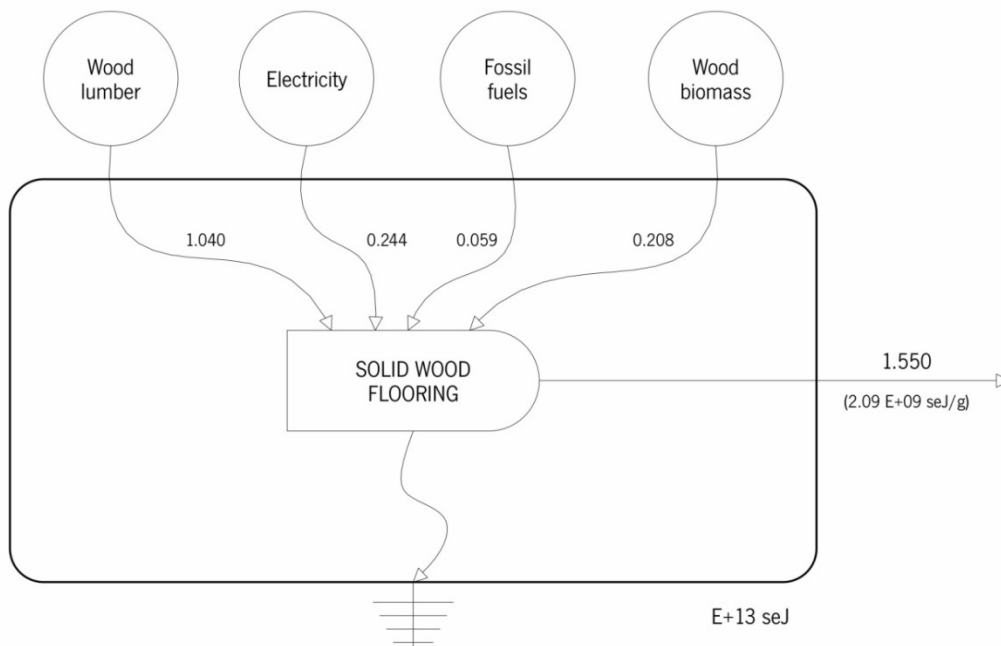 Wood
lumber
Electricity
Fossil
fuels
Wood
biomass
1.040
0.244
0.059
0.208
SOLID WOOD
FLOORING
1.550
(2.09 E+09 seJ/g)
E+13 seJ